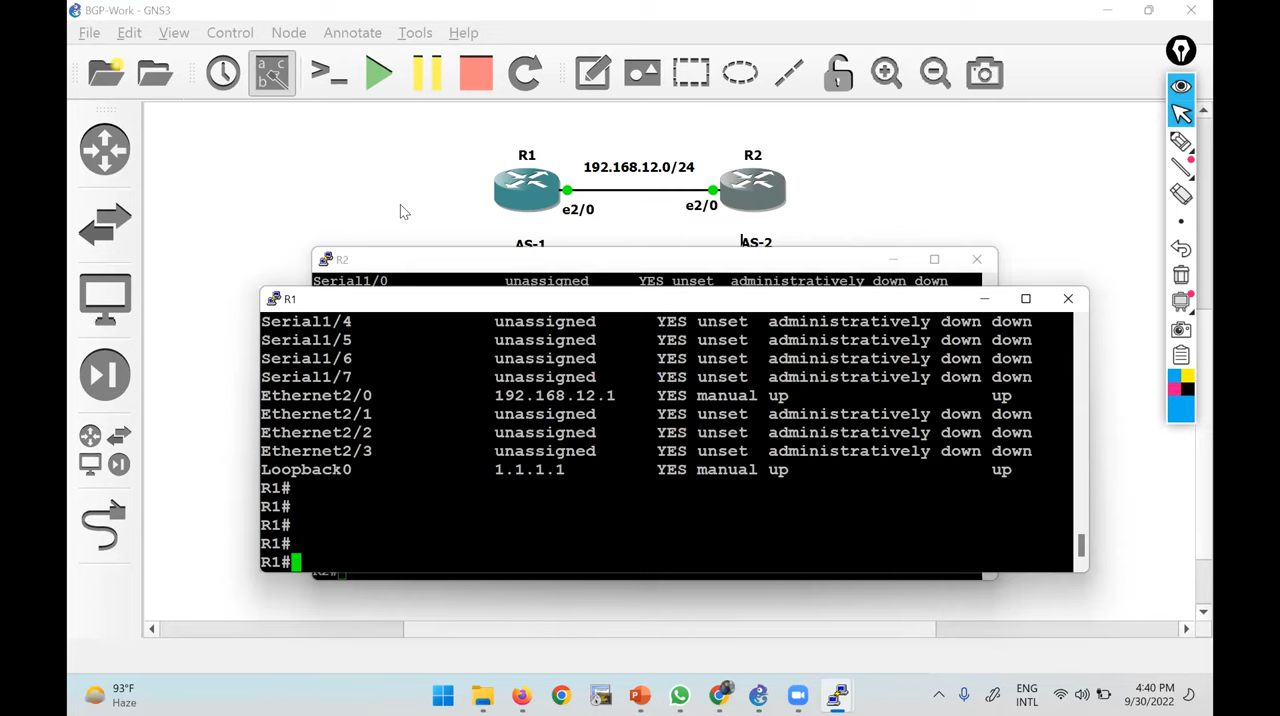 BGP-Work - GNS3
File Edit View Control Node Annotate Tools Help
R1
R2
192.168.12.0/24
e2/0
e2/0
AS-1
AS-2
R2
Serial1/0 unassigned YES unset administratively down down
R1
Serial1/4 unassigned YES unset administratively down down
Serial1/5 unassigned YES unset administratively down down
Serial1/6 unassigned YES unset administratively down down
Serial1/7 unassigned YES unset administratively down down
Ethernet2/0 192.168.12.1 YES manual up up
Ethernet2/1 unassigned YES unset administratively down down
Ethernet2/2 unassigned YES unset administratively down down
Ethernet2/3 unassigned YES unset administratively down down
Loopback0 1.1.1.1 YES manual up up
R1#
R1#
R1#
R1#
R1#
R2#
93°F
Haze
ENG
INTL
4:40 PM
9/30/2022